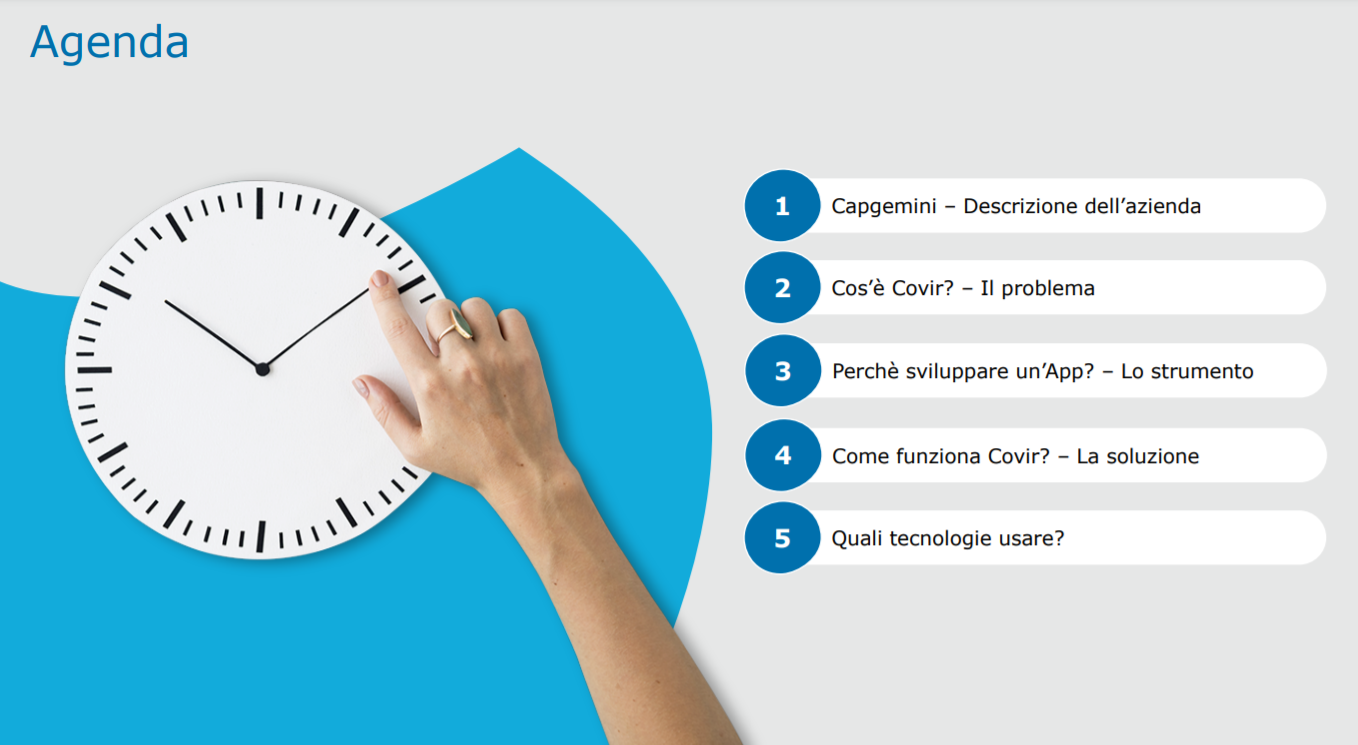 Agenda
1 Capgemini – Descrizione dell’azienda
2 Cos’è Covir? – Il problema
3 Perchè sviluppare un’App? – Lo strumento
4 Come funziona Covir? – La soluzione
5 Quali tecnologie usare?